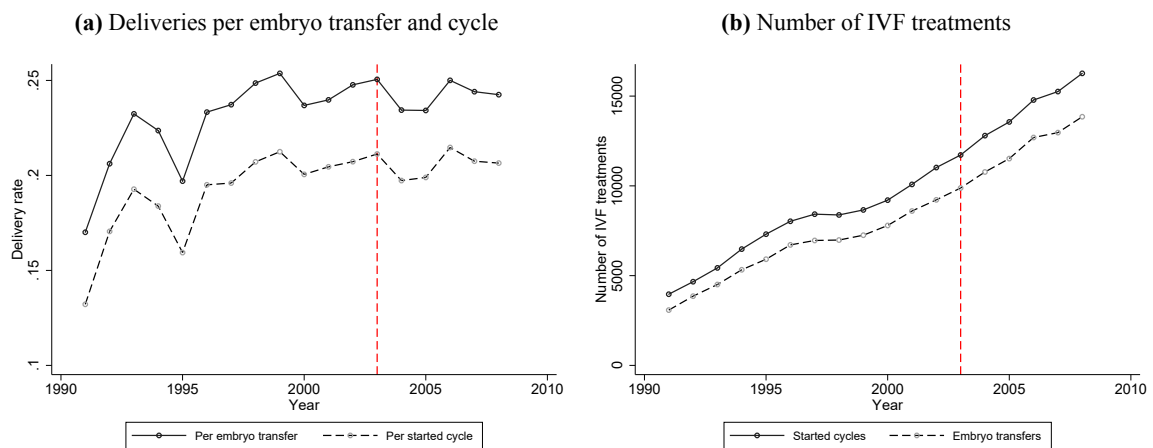 (a) Deliveries per embryo transfer and cycle
Delivery rate
.25
.2
.15
.1
1990 1995 2000 2005 2010
Year
Per embryo transfer Per started cycle
(b) Number of IVF treatments
Number of IVF treatments
15000
10000
5000
0
1990 1995 2000 2005 2010
Year
Started cycles Embryo transfers